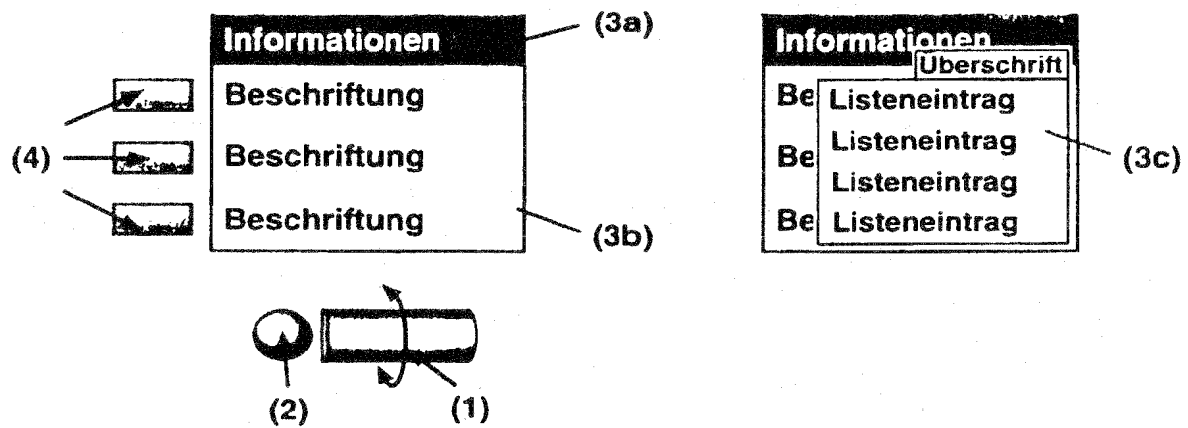 Informationen
(3a)
Beschriftung
Beschriftung
Beschriftung
(4)
(3b)
(2)
(1)
Informationen
Überschrift
Be
Listeneintrag
Listeneintrag
Be
Listeneintrag
Be
Listeneintrag
(3c)